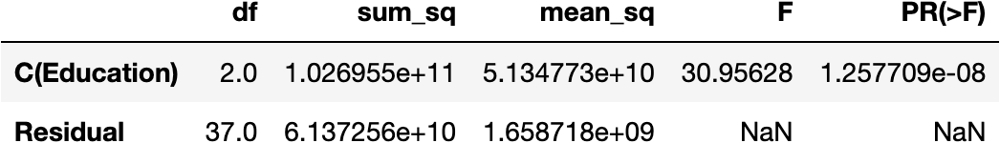 df sum_sq mean_sq F PR(>F)
C(Education) 2.0 1.026955e+11 5.134773e+10 30.95628 1.257709e-08
Residual 37.0 6.137256e+10 1.658718e+09 NaN NaN